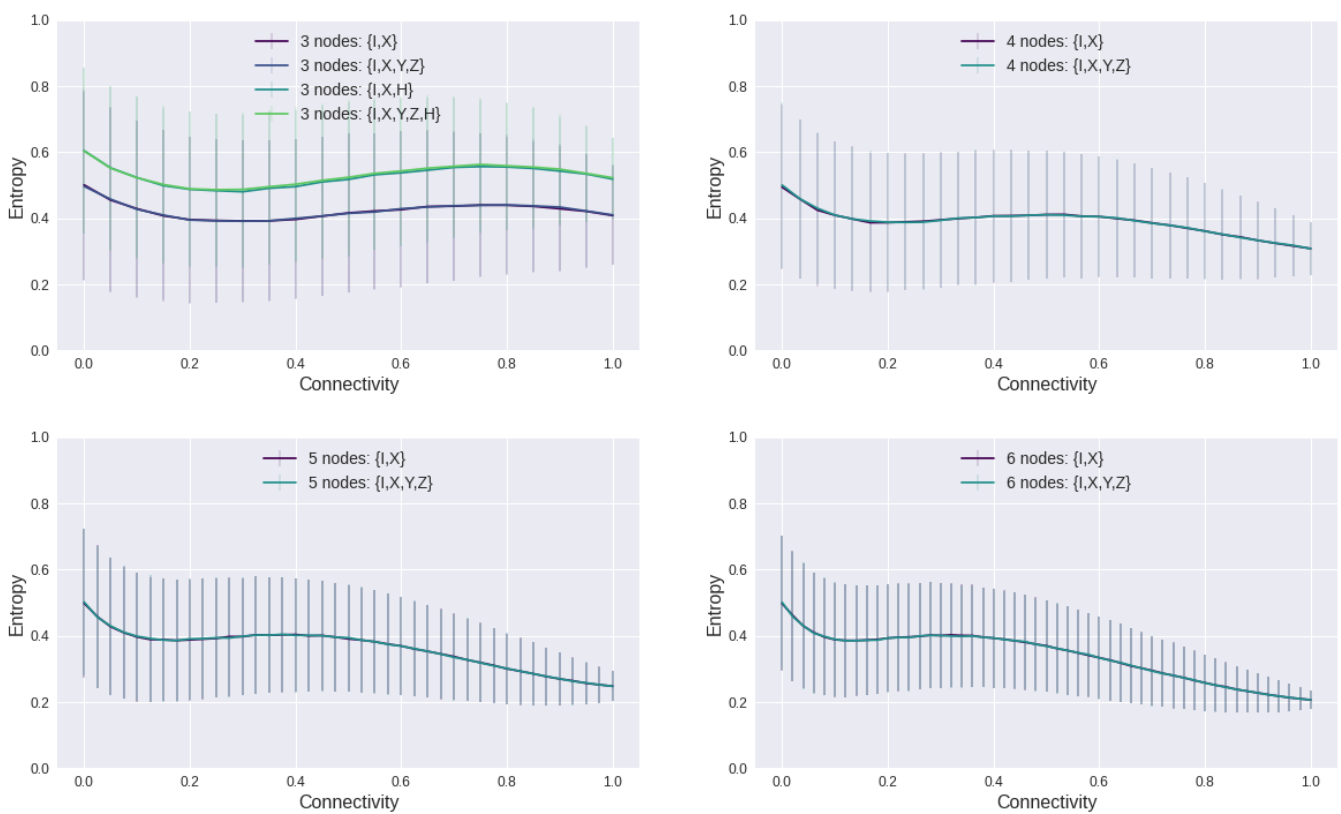 1.0
0.8
0.6
0.4
0.2
0.0
Entropy
3 nodes: {I,X}
3 nodes: {I,X,Y,Z}
3 nodes: {I,X,H}
3 nodes: {I,X,Y,Z,H}
0.0 0.2 0.4 0.6 0.8 1.0
Connectivity
1.0
0.8
0.6
0.4
0.2
0.0
Entropy
4 nodes: {I,X}
4 nodes: {I,X,Y,Z}
0.0 0.2 0.4 0.6 0.8 1.0
Connectivity
1.0
0.8
0.6
0.4
0.2
0.0
Entropy
5 nodes: {I,X}
5 nodes: {I,X,Y,Z}
0.0 0.2 0.4 0.6 0.8 1.0
Connectivity
1.0
0.8
0.6
0.4
0.2
0.0
Entropy
6 nodes: {I,X}
6 nodes: {I,X,Y,Z}
0.0 0.2 0.4 0.6 0.8 1.0
Connectivity